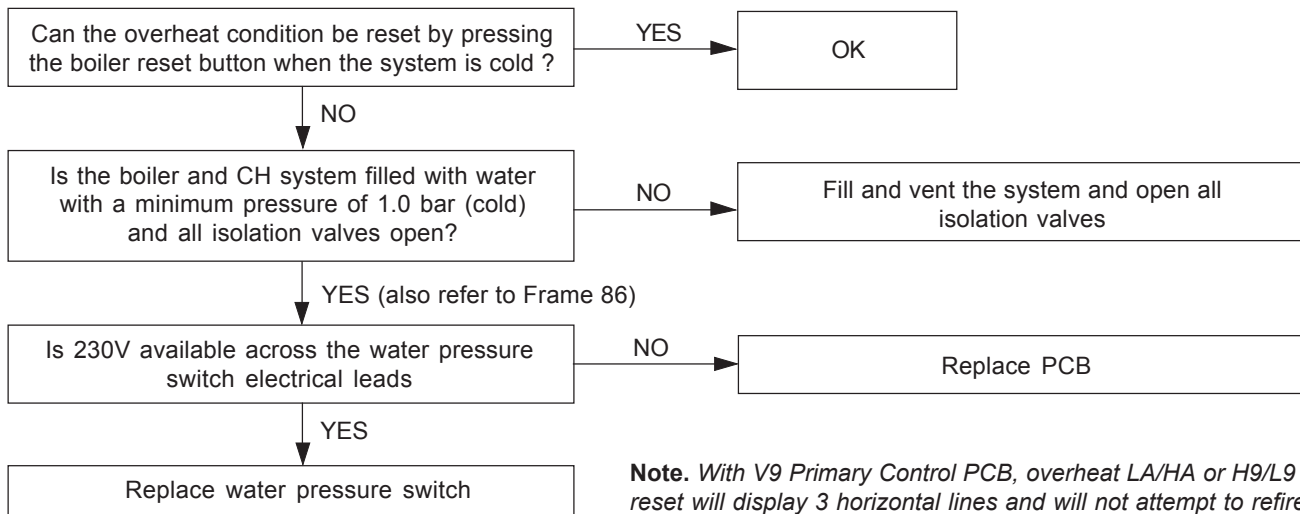 Can the overheat condition be reset by pressing
the boiler reset button when the system is cold ?
YES
OK
NO
Is the boiler and CH system filled with water
with a minimum pressure of 1.0 bar (cold)
and all isolation valves open?
NO
Fill and vent the system and open all
isolation valves
YES (also refer to Frame 86)
Is 230V available across the water pressure
switch electrical leads
NO
Replace PCB
YES
Replace water pressure switch
Note. With V9 Primary Control PCB, overheat LA/HA or H9/L9
reset will display 3 horizontal lines and will not attempt to refire